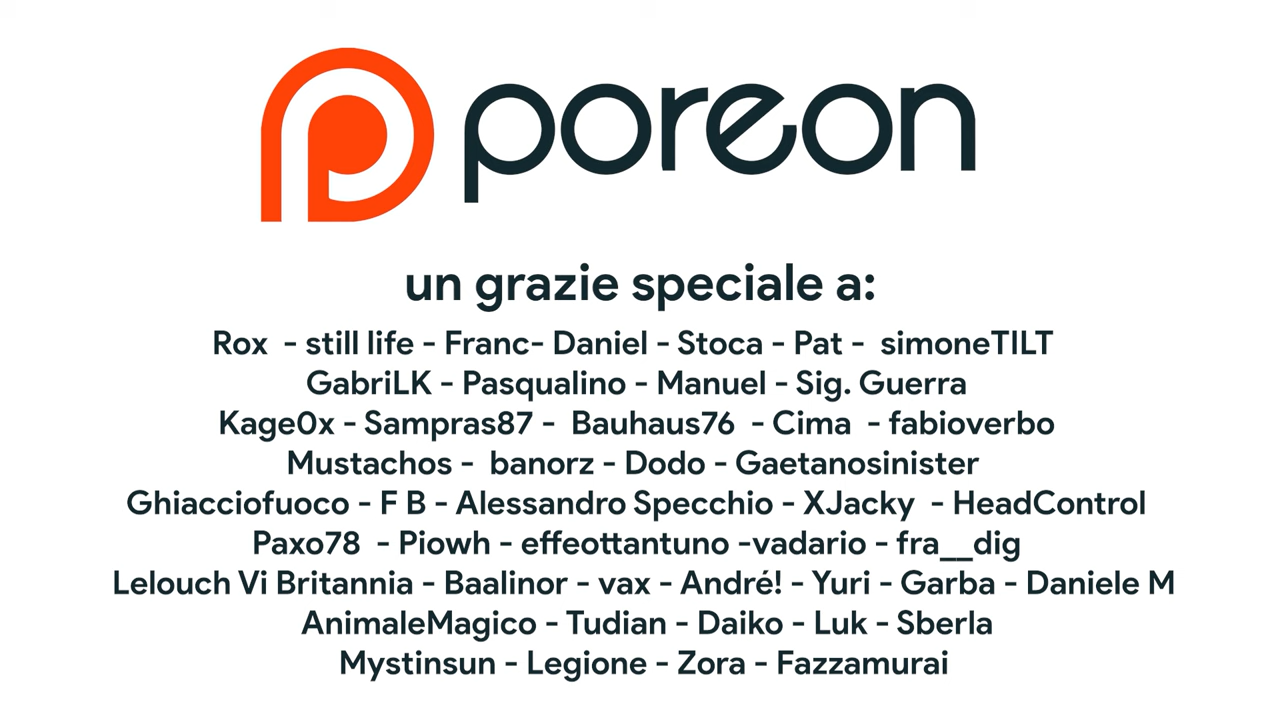 poreon
un grazie speciale a:
Rox - still life - Franc- Daniel - Stoca - Pat - simoneTILT
GabriLK - Pasqualino - Manuel - Sig. Guerra
Kage0x - Sampras87 - Bauhaus76 - Cima - fabioverbo
Mustachos - banorz - Dodo - Gaetanosinister
Ghiacciofuoco - F B - Alessandro Specchio - XJacky - HeadControl
Paxo78 - Piowh - effeottantuno -vadario - fra__dig
Lelouch Vi Britannia - Baalinor - vax - André! - Yuri - Garba - Daniele M
AnimaleMagico - Tudian - Daiko - Luk - Sberla
Mystinsun - Legione - Zora - Fazzamurai